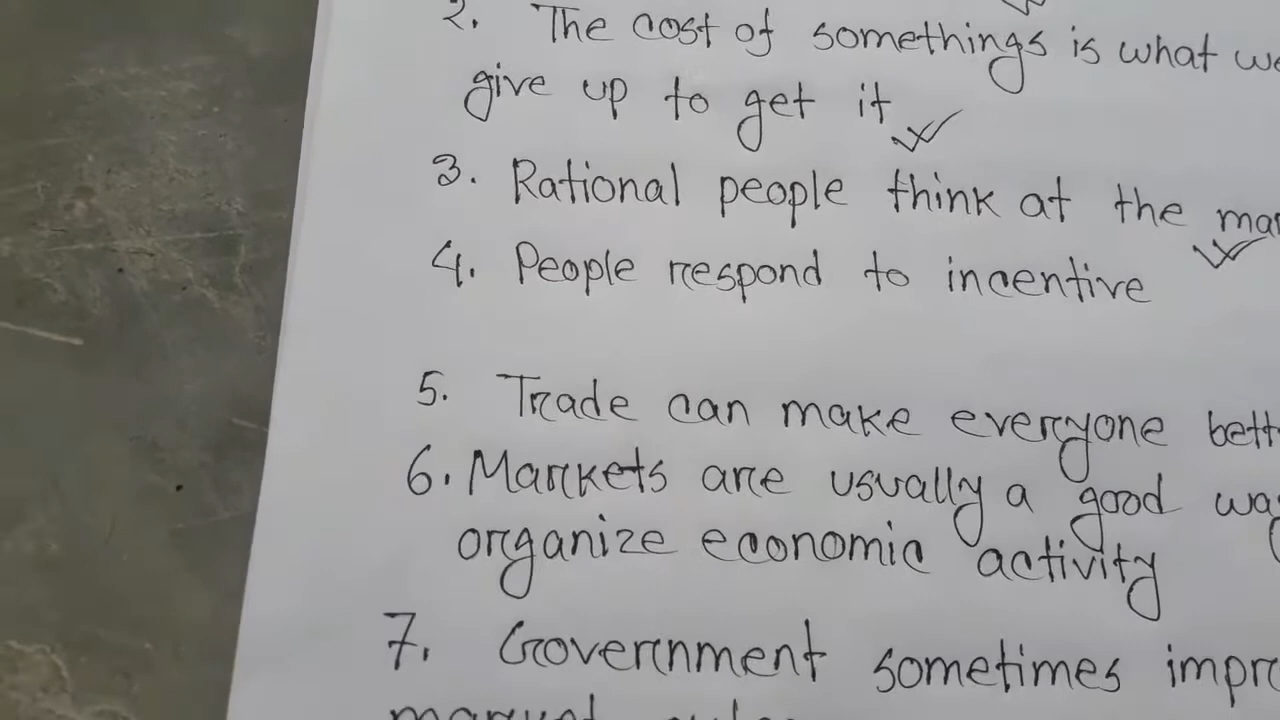 2. The cost of somethings is what we
give up to get it
3. Rational people think at the
4. People respond to incentive
5. Trade can make everyone
6. Markets are usually a good
organize economic activity
7. Government sometimes